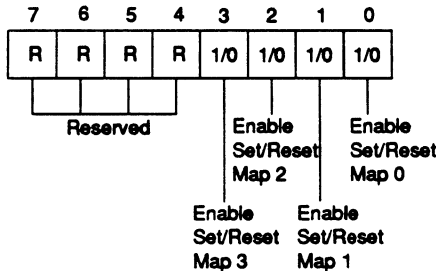 7 6 5 4 3 2 1 0
R R R R 1/0 1/0 1/0 1/0
Reserved
Enable
Set/Reset
Map 2
Enable
Set/Reset
Map 0
Enable
Set/Reset
Map 3
Enable
Set/Reset
Map 1